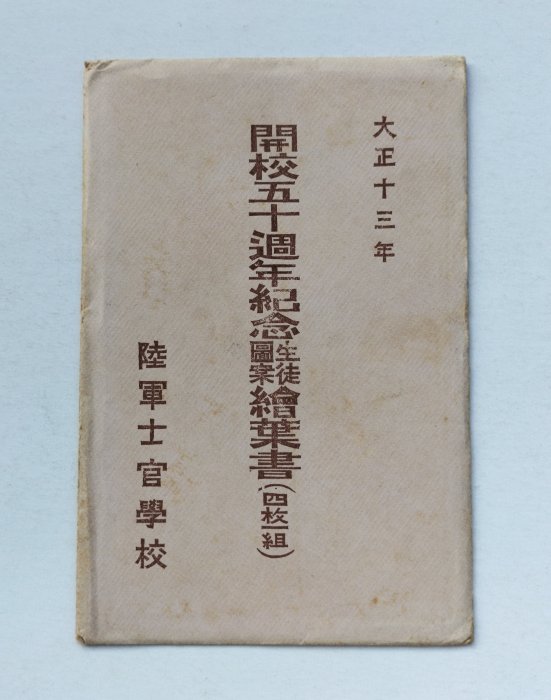 大正十三年
開校五十週年紀念生徒圖案繪葉書(四枚一組)
陸軍士官學校